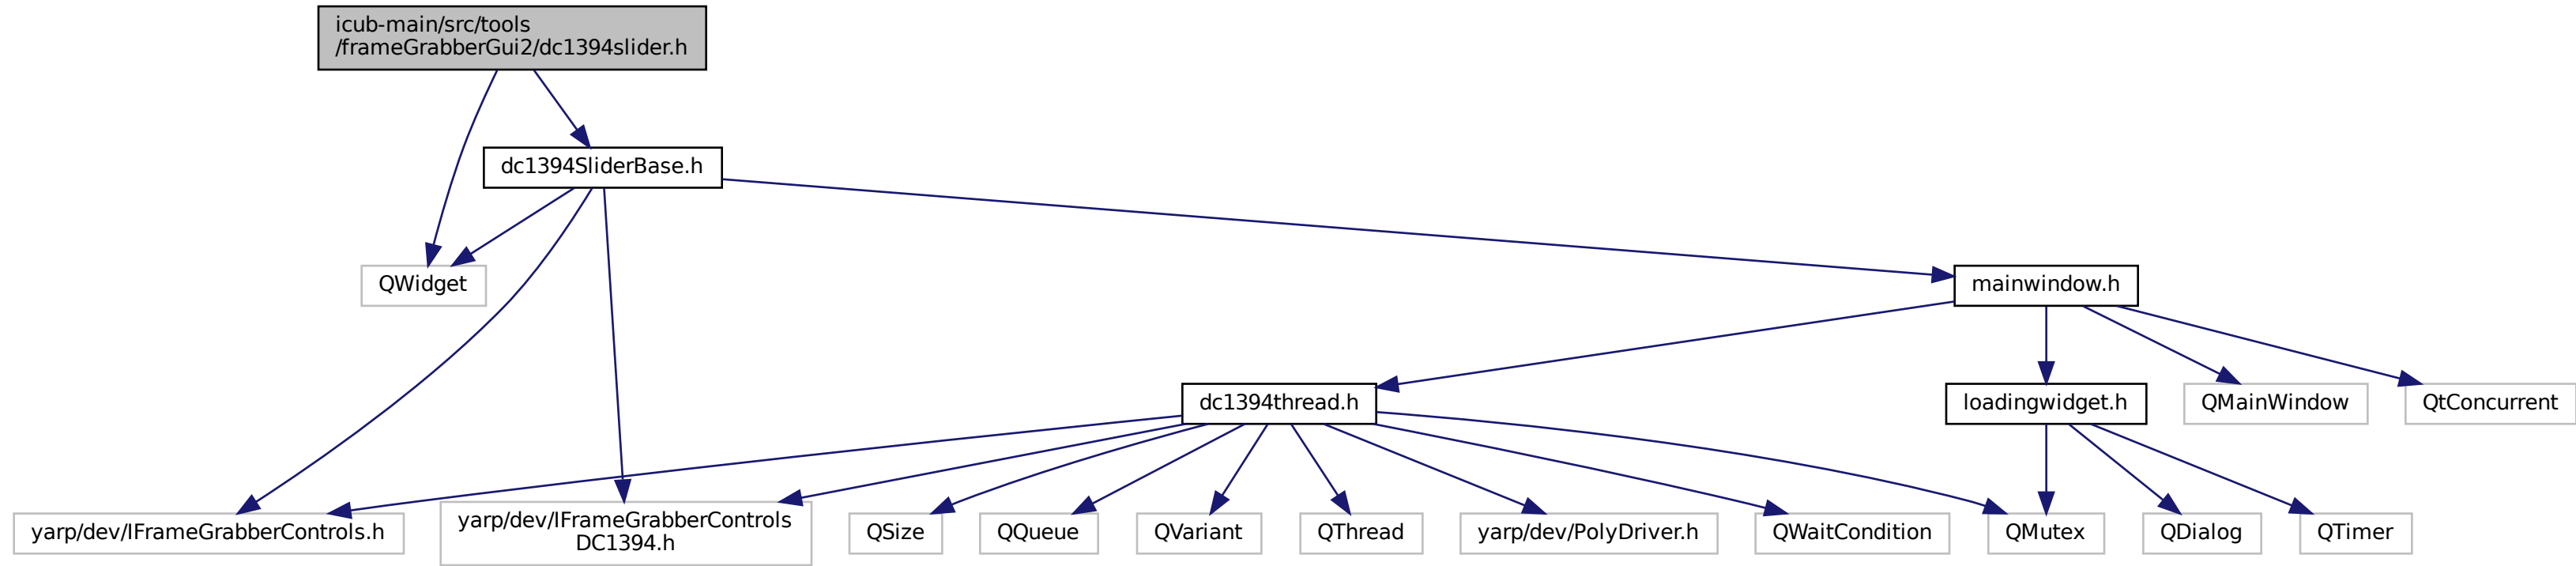 icub-main/src/tools
/frameGrabberGui2/dc1394slider.h
dc1394SliderBase.h
QWidget
mainwindow.h
dc1394thread.h
loadingwidget.h
QMainWindow
QtConcurrent
yarp/dev/IFrameGrabberControls.h
yarp/dev/IFrameGrabberControls
DC1394.h
QSize
QQueue
QVariant
QThread
yarp/dev/PolyDriver.h
QWaitCondition
QMutex
QDialog
QTimer